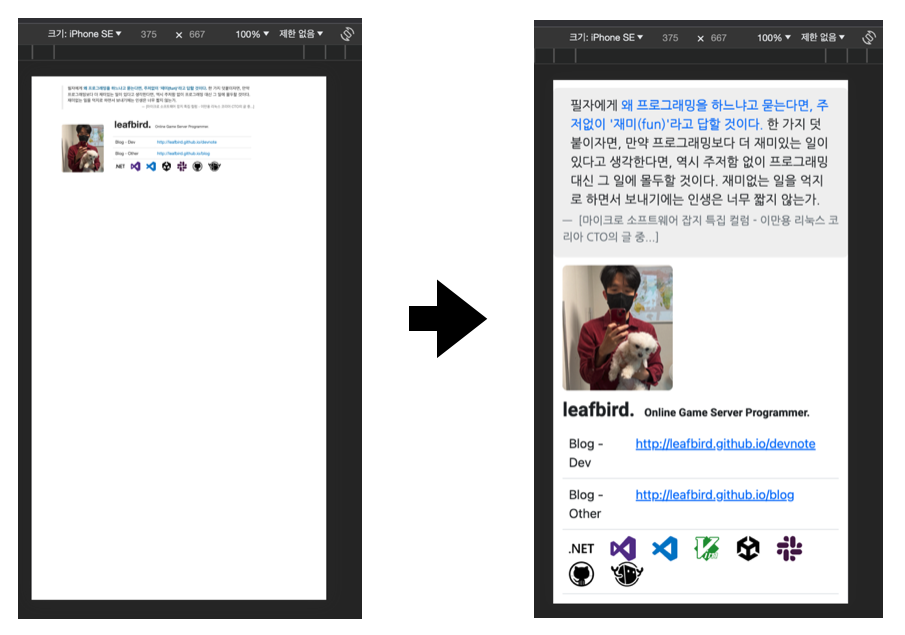 크기: iPhone SE ▼ 375 × 667 100% ▼ 제한 없음 ▼
필자에게 왜 프로그래밍을 하느냐고 묻는다면, 주저없이 '재미(fun)'라고 답할 것이다. 한 가지 덧붙이자면, 만약
프로그래밍보다 더 재미있는 일이 있다고 생각한다면, 역시 주저함 없이 프로그래밍 대신 그 일에 몰두할 것이다.
재미없는 일을 억지로 하면서 보내기에는 인생은 너무 짧지 않는가.
― [마이크로 소프트웨어 잡지 특집 컬럼 - 이만용 리눅스 코리아 CTO의 글 중...]
leafbird. Online Game Server Programmer.
Blog - Dev http://leafbird.github.io/devnote
Blog - Other http://leafbird.github.io/blog
.NET
크기: iPhone SE ▼ 375 × 667 100% ▼ 제한 없음 ▼
필자에게 왜 프로그래밍을 하느냐고 묻는다면, 주
저없이 '재미(fun)'라고 답할 것이다. 한 가지 덧
붙이자면, 만약 프로그래밍보다 더 재미있는 일이
있다고 생각한다면, 역시 주저함 없이 프로그래밍
대신 그 일에 몰두할 것이다. 재미없는 일을 억지
로 하면서 보내기에는 인생은 너무 짧지 않는가.
― [마이크로 소프트웨어 잡지 특집 컬럼 - 이만용 리눅스 코
리아 CTO의 글 중...]
leafbird. Online Game Server Programmer.
Blog - http://leafbird.github.io/devnote
Dev
Blog - http://leafbird.github.io/blog
Other
.NET